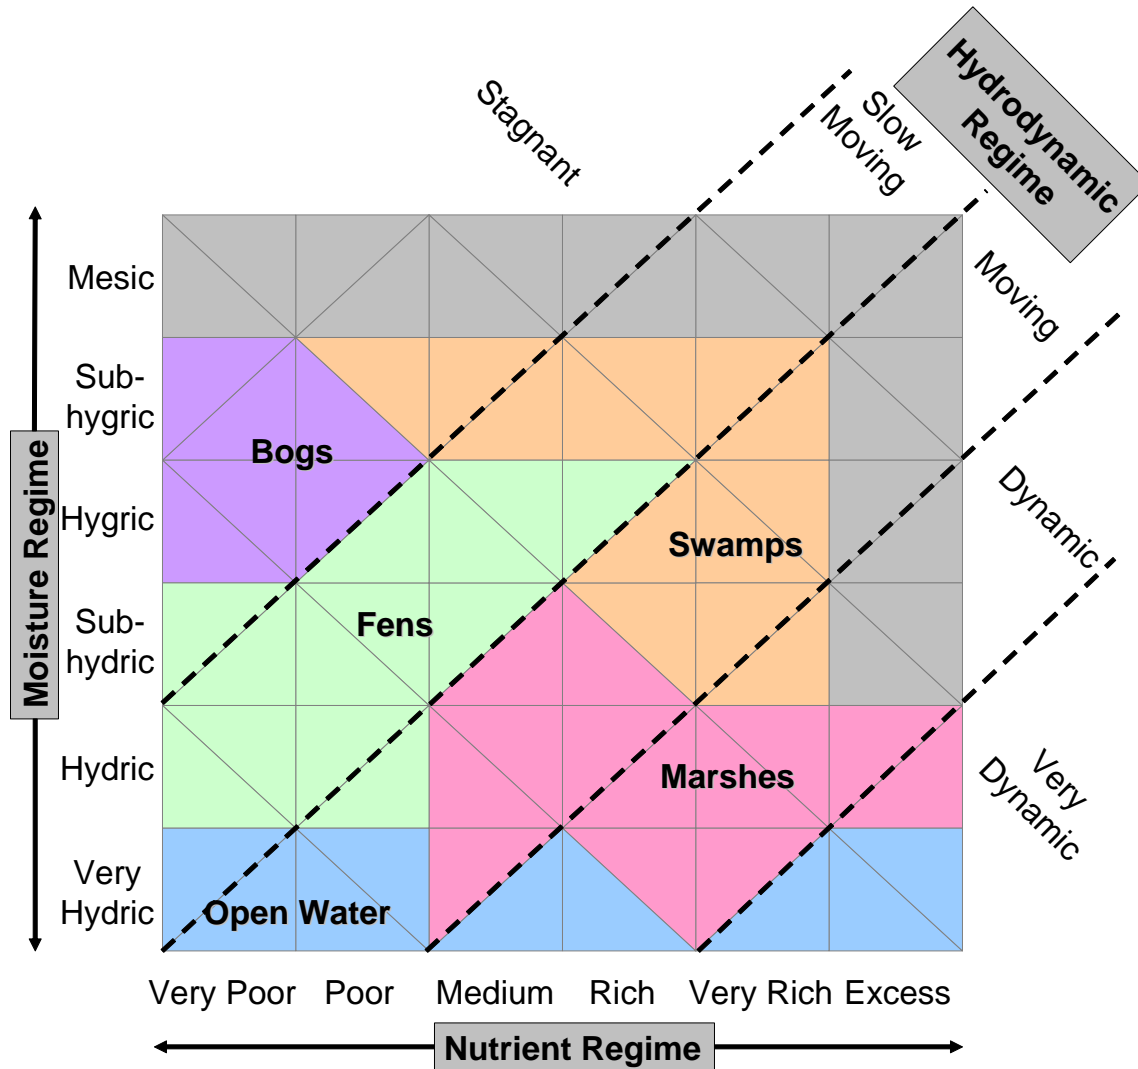 Stagnant
Slow
Moving
Hydrodynamic
Regime
Moving
Dynamic
Very
Dynamic
Moisture Regime
Mesic
Sub-
hygric
Hygric
Sub-
hydric
Hydric
Very
Hydric
Bogs
Swamps
Fens
Marshes
Open Water
Very Poor
Poor
Medium
Rich
Very Rich
Excess
Nutrient Regime